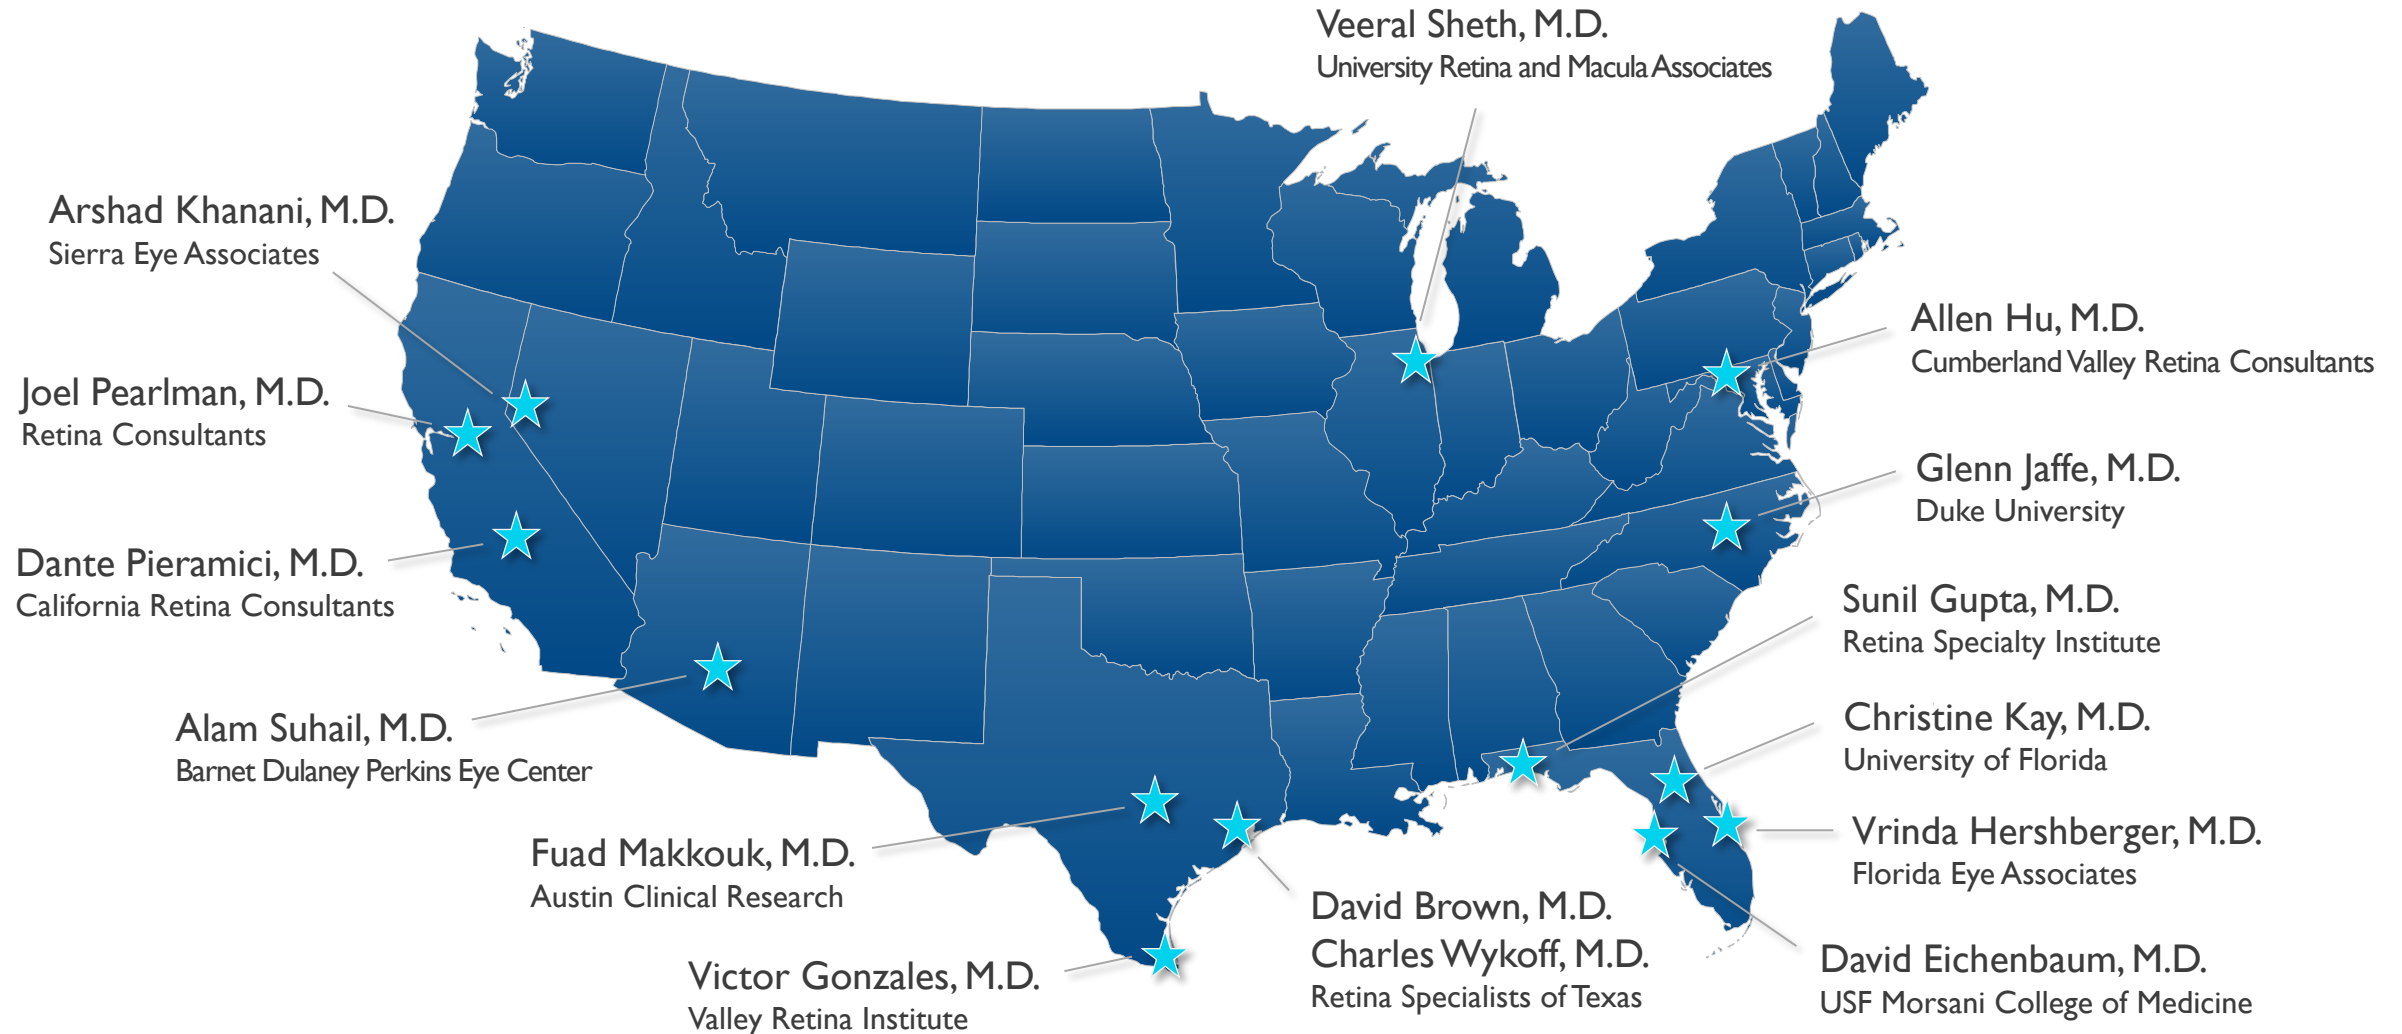 Veeral Sheth, M.D.
University Retina and Macula Associates
Arshad Khanani, M.D.
Sierra Eye Associates
Joel Pearlman, M.D.
Retina Consultants
Dante Pieramici, M.D.
California Retina Consultants
Alam Suhail, M.D.
Barnet Dulaney Perkins Eye Center
Fuad Makkouk, M.D.
Austin Clinical Research
Victor Gonzales, M.D.
Valley Retina Institute
David Brown, M.D.
Charles Wykoff, M.D.
Retina Specialists of Texas
Allen Hu, M.D.
Cumberland Valley Retina Consultants
Glenn Jaffe, M.D.
Duke University
Sunil Gupta, M.D.
Retina Specialty Institute
Christine Kay, M.D.
University of Florida
Vrinda Hershberger, M.D.
Florida Eye Associates
David Eichenbaum, M.D.
USF Morsani College of Medicine